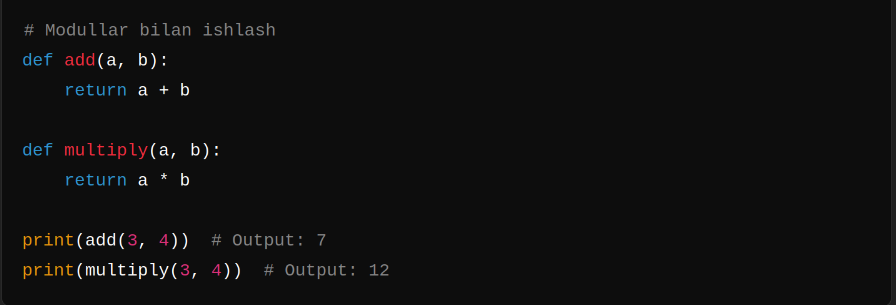 # Modullar bilan ishlash
def add(a, b):
    return a + b

def multiply(a, b):
    return a * b

print(add(3, 4))  # Output: 7
print(multiply(3, 4))  # Output: 12